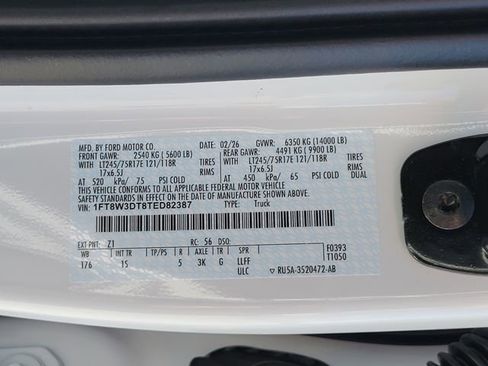 MFD. BY FORD MOTOR CO. 02/26 GVWR: 6350 KG (14000 LB)
FRONT GAWR: 2540 KG ( 5600 LB) REAR GAWR: 4491 KG ( 9900 LB)
WITH LT245/75R17E 121/118R TIRES WITH LT245/75R17E 121/118R TIRES
17x6.5J RIMS 17x6.5J RIMS
AT 520 kPa/ 75 PSI COLD AT 450 kPa/ 65 PSI COLD DUAL
THIS VEHICLE CONFORMS TO ALL APPLICABLE FEDERAL MOTOR VEHICLE
SAFETY STANDARDS IN EFFECT ON THE DATE OF MANUFACTURE SHOWN ABOVE.
VIN: 1FT8W3DT8TED82387 TYPE: Truck
EXT PNT: Z1 RC: 56 DSO: F0393
WB INT TR TP/PS R AXLE TR SPR T1050
176 15 5 3K G LLFF
ULC RU5A-3520472-AB